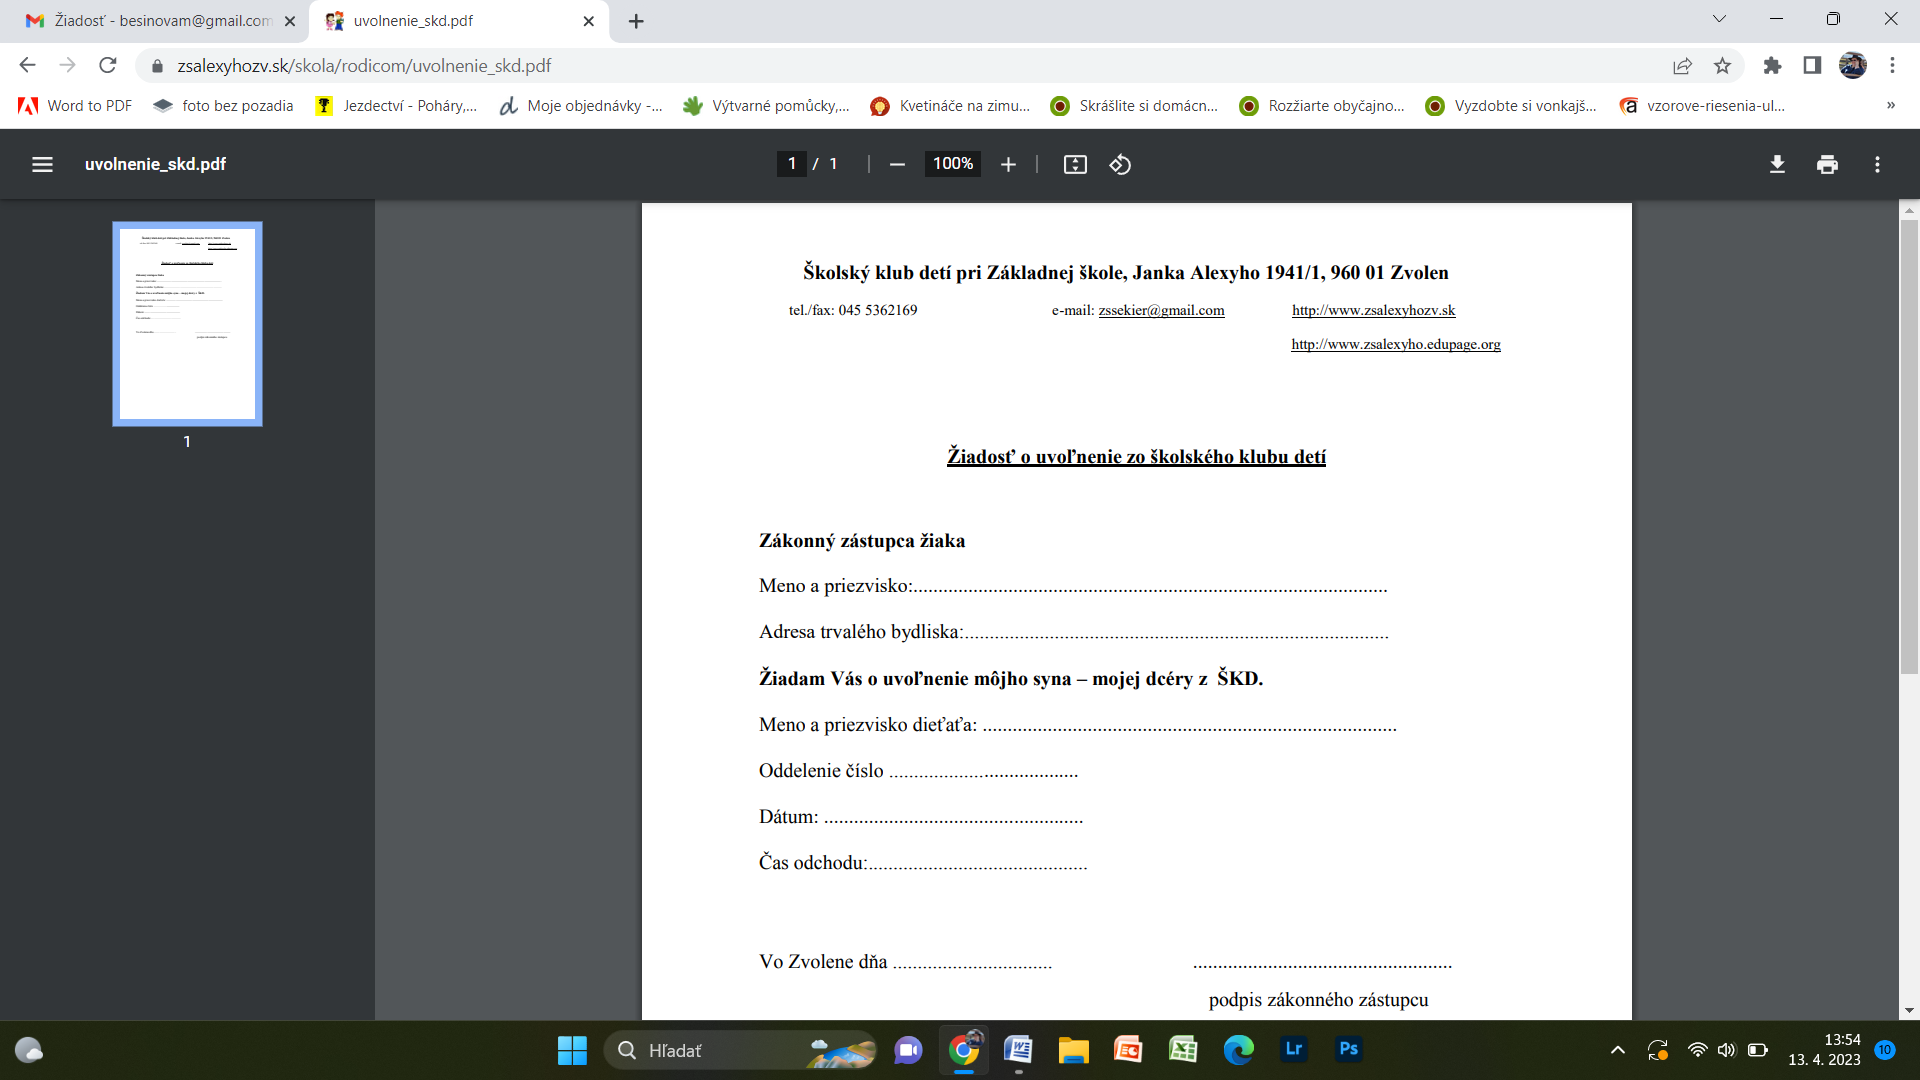 Žiadosť - besinovam@gmail.com
uvolnenie_skd.pdf
zsalexyhozv.sk/skola/rodicom/uvolnenie_skd.pdf
Word to PDF
foto bez pozadia
Jezdectví - Poháry,...
Moje objednávky -...
Výtvarné pomůcky,...
Kvetináče na zimu...
Skrášlite si domácn...
Rozžiarte obyčajno...
Vyzdobte si vonkajš...
vzorove-riesenia-ul...
»
uvolnenie_skd.pdf
1 / 1
100%
1
Školský klub detí pri Základnej škole, Janka Alexyho 1941/1, 960 01 Zvolen
tel./fax: 045 5362169 e-mail: zssekier@gmail.com http://www.zsalexyhozv.sk
http://www.zsalexyho.edupage.org
Žiadosť o uvoľnenie zo školského klubu detí
Zákonný zástupca žiaka
Meno a priezvisko:...............................................................................................
Adresa trvalého bydliska:.....................................................................................
Žiadam Vás o uvoľnenie môjho syna – mojej dcéry z ŠKD.
Meno a priezvisko dieťaťa: ...................................................................................
Oddelenie číslo ......................................
Dátum: ....................................................
Čas odchodu:............................................
Vo Zvolene dňa ................................ ....................................................
podpis zákonného zástupcu
Hľadať
Lr
Ps
13:54
13. 4. 2023
10